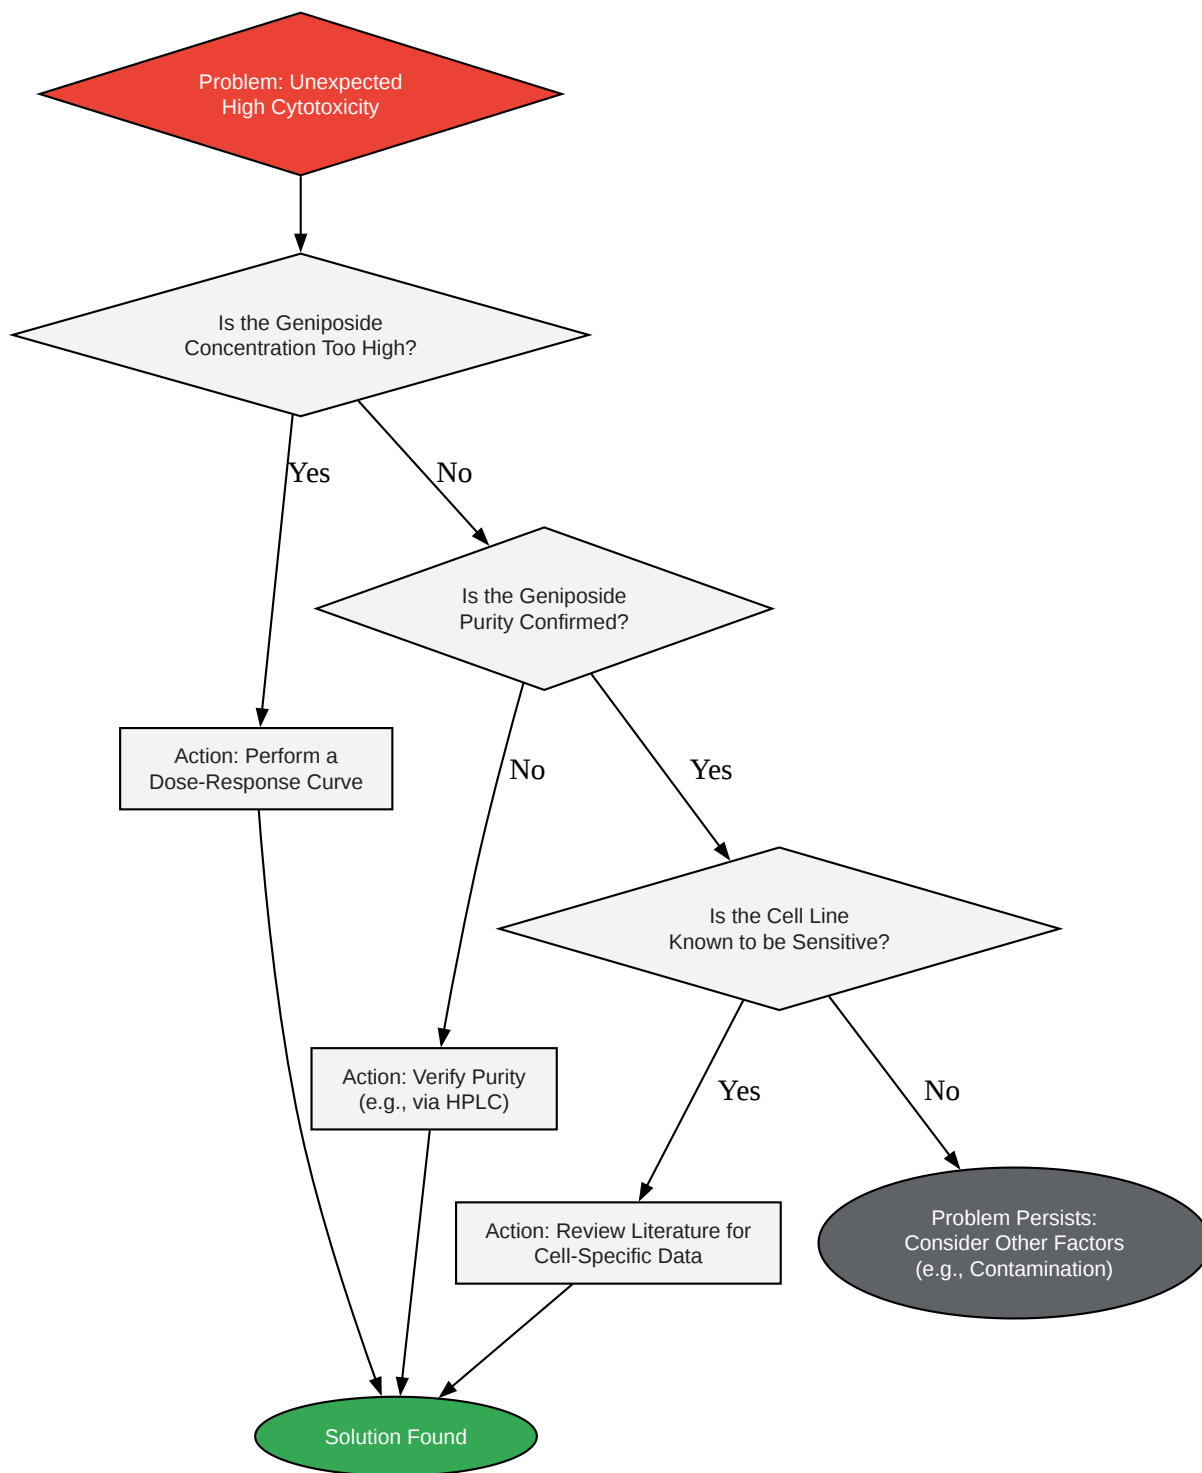 Problem: Unexpected
High Cytotoxicity
Is the Geniposide
Concentration Too High?
Yes
No
Is the Geniposide
Purity Confirmed?
Action: Perform a
Dose-Response Curve
No
Yes
Is the Cell Line
Known to be Sensitive?
Action: Verify Purity
(e.g., via HPLC)
Yes
No
Action: Review Literature for
Cell-Specific Data
Problem Persists:
Consider Other Factors
(e.g., Contamination)
Solution Found